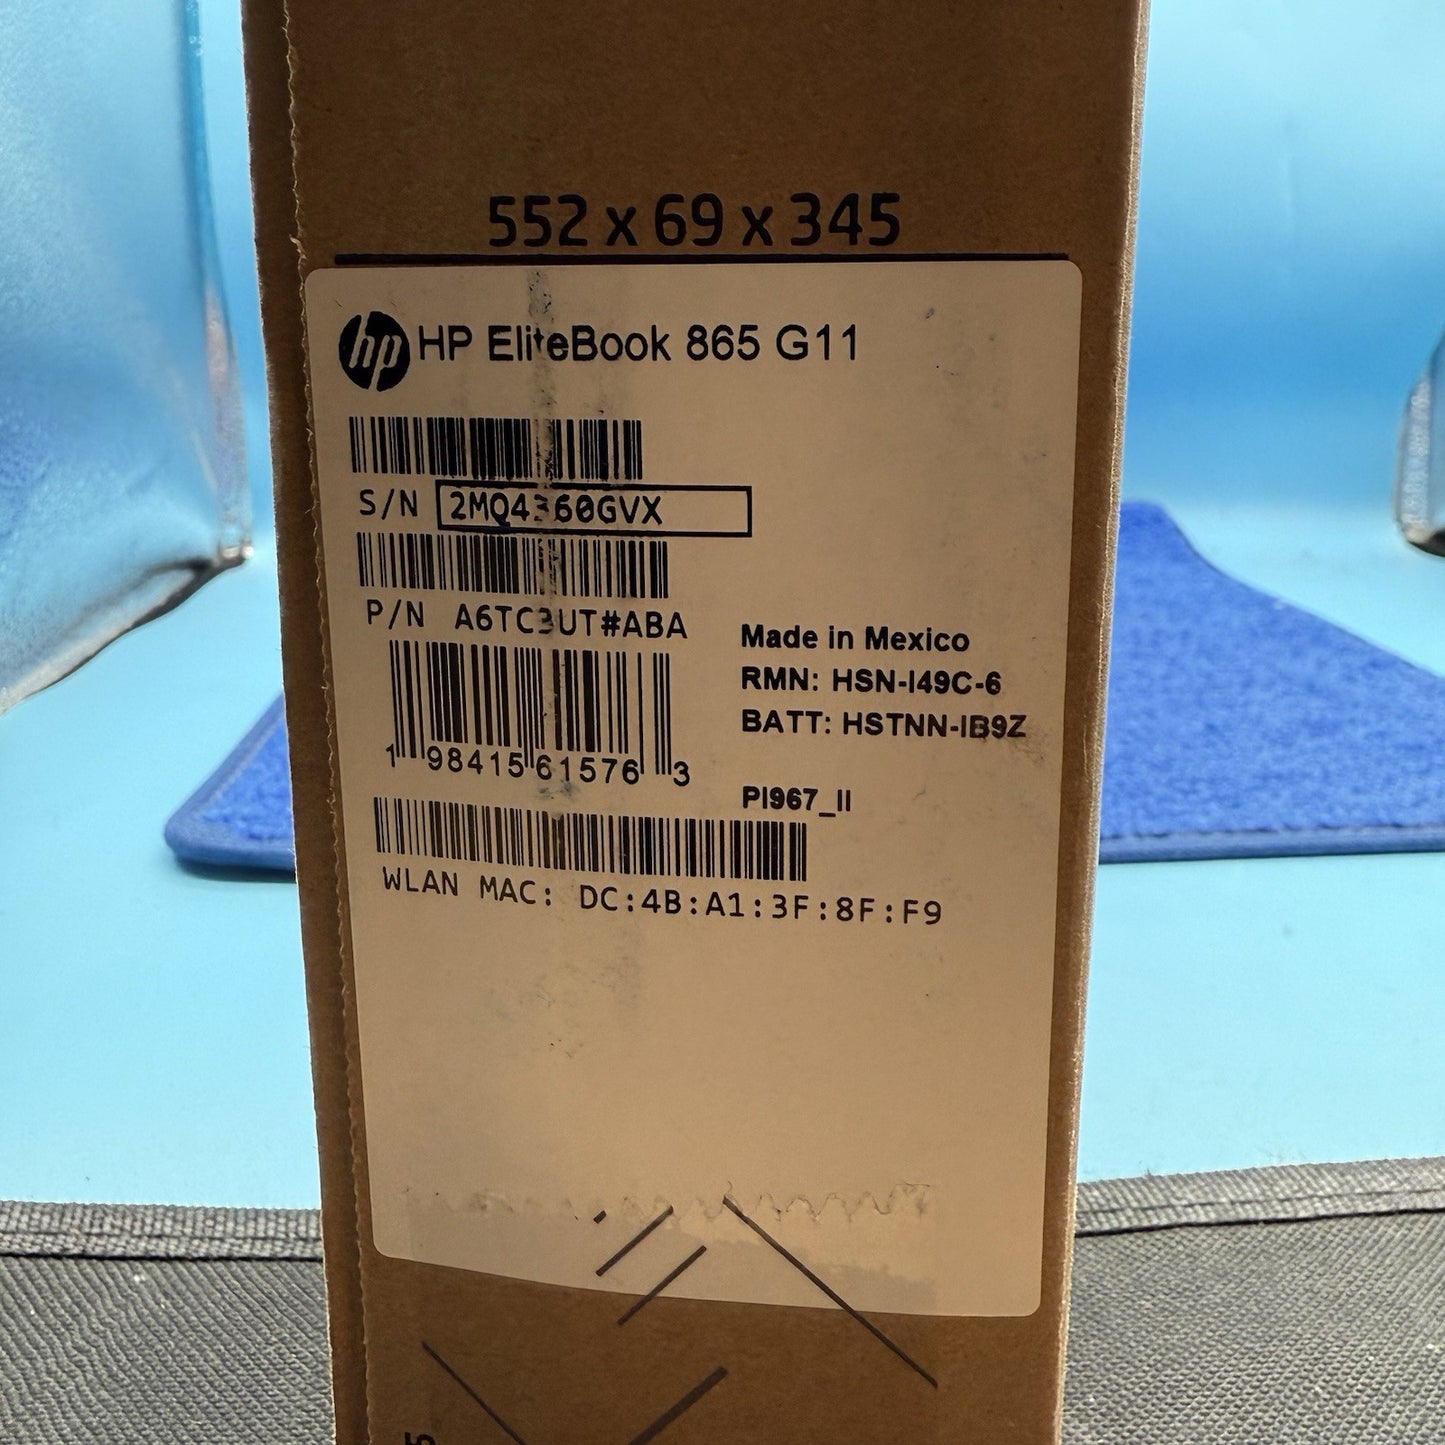 552 x 69 x 345
hp HP EliteBook 865 G11
S/N 2MQ4360GVX
P/N A6TC3UT#ABA
1 98415 61576 3
Made in Mexico
RMN: HSN-I49C-6
BATT: HSTNN-IB9Z
PI967_II
WLAN MAC: DC:4B:A1:3F:8F:F9